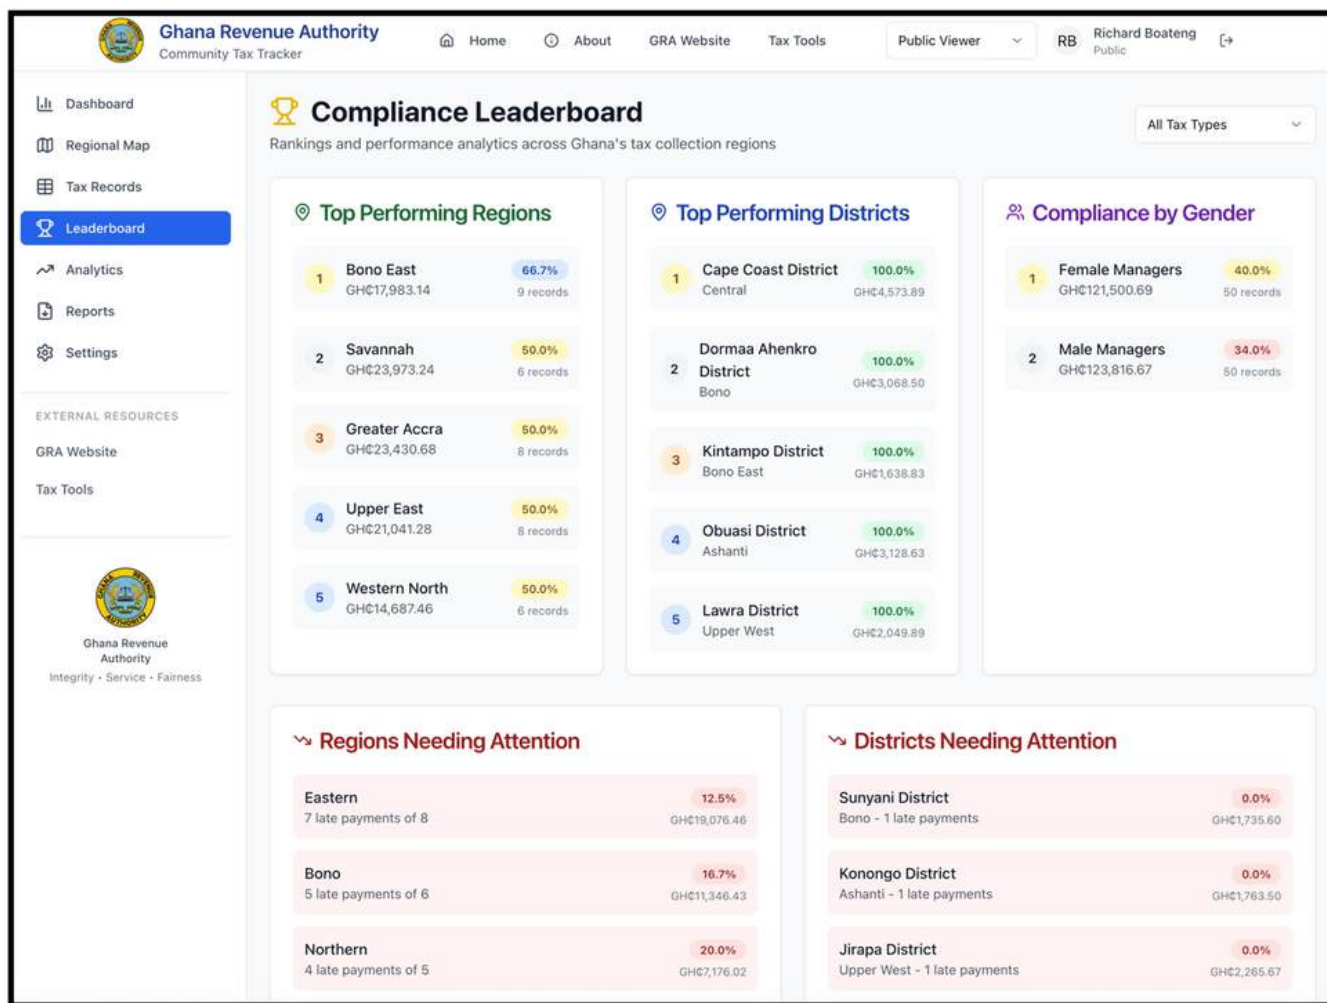 Ghana Revenue Authority
Community Tax Tracker
Home
About
GRA Website
Tax Tools
Public Viewer
RB
Richard Boateng
Public
Dashboard
Regional Map
Tax Records
Leaderboard
Analytics
Reports
Settings
EXTERNAL RESOURCES
GRA Website
Tax Tools
GHANA REVENUE AUTHORITY
Ghana Revenue
Authority
Integrity • Service • Fairness
Compliance Leaderboard
Rankings and performance analytics across Ghana's tax collection regions
All Tax Types
Top Performing Regions
1 Bono East 66.7%
GH₵17,983.14 9 records
2 Savannah 50.0%
GH₵23,973.24 6 records
3 Greater Accra 50.0%
GH₵23,430.68 8 records
4 Upper East 50.0%
GH₵21,041.28 8 records
5 Western North 50.0%
GH₵14,687.46 6 records
Top Performing Districts
1 Cape Coast District 100.0%
Central GH₵4,573.89
2 Dormaa Ahenkro
District 100.0%
Bono GH₵3,068.50
3 Kintampo District 100.0%
Bono East GH₵1,638.83
4 Obuasi District 100.0%
Ashanti GH₵3,128.63
5 Lawra District 100.0%
Upper West GH₵2,049.89
Compliance by Gender
1 Female Managers 40.0%
GH₵121,500.69 50 records
2 Male Managers 34.0%
GH₵123,816.67 50 records
Regions Needing Attention
Eastern 12.5%
7 late payments of 8 GH₵19,076.46
Bono 16.7%
5 late payments of 6 GH₵11,346.43
Northern 20.0%
4 late payments of 5 GH₵7,176.02
Districts Needing Attention
Sunyani District 0.0%
Bono - 1 late payments GH₵1,735.60
Konongo District 0.0%
Ashanti - 1 late payments GH₵1,763.50
Jirapa District 0.0%
Upper West - 1 late payments GH₵2,265.67